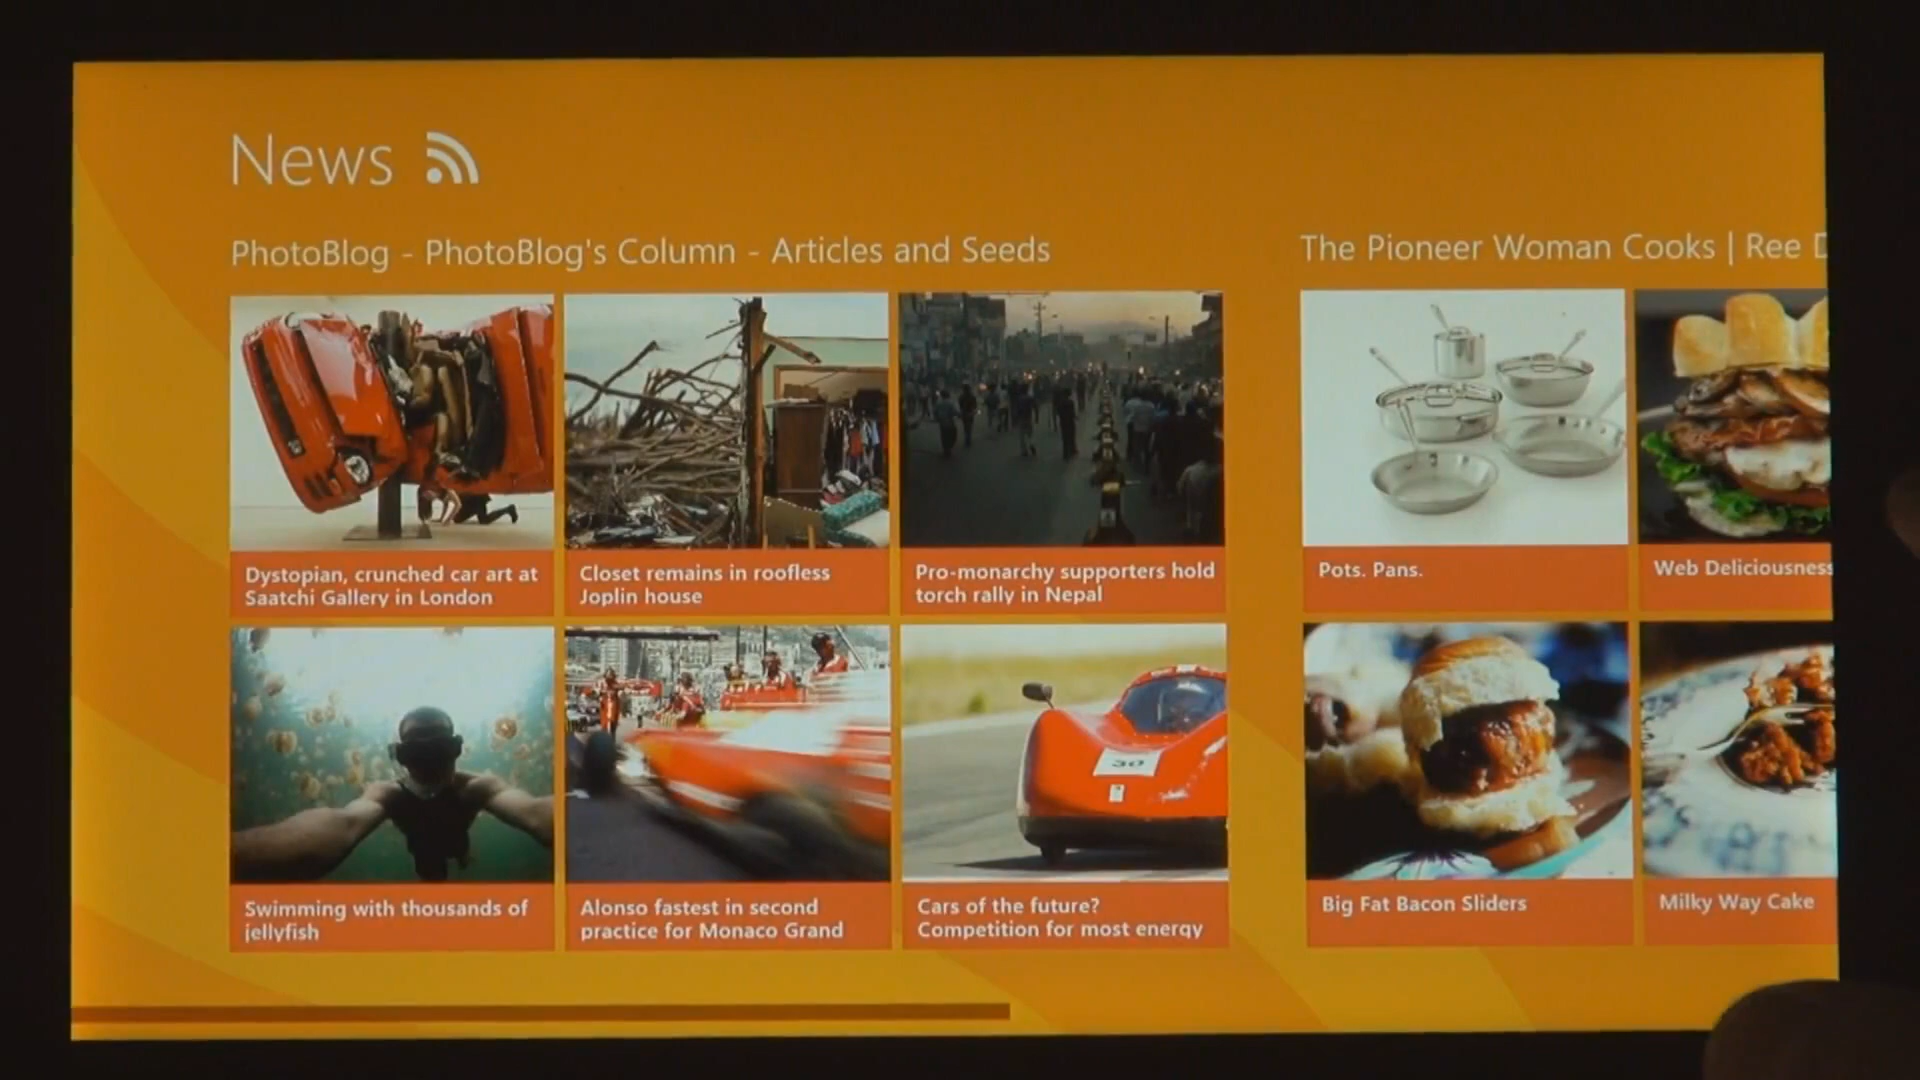 News
PhotoBlog - PhotoBlog's Column - Articles and Seeds
Dystopian, crunched car art at
Saatchi Gallery in London
Closet remains in roofless
Joplin house
Pro-monarchy supporters hold
torch rally in Nepal
Swimming with thousands of
jellyfish
Alonso fastest in second
practice for Monaco Grand
30
Cars of the future?
Competition for most energy
The Pioneer Woman Cooks | Ree D
Pots. Pans.
Web Deliciousness
Big Fat Bacon Sliders
Milky Way Cake